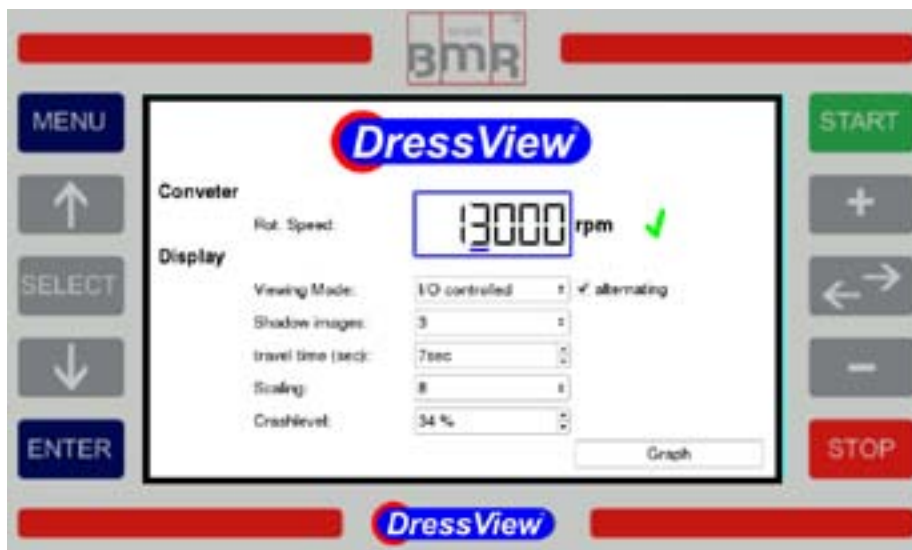 BMR
MENU
START
DressView
Conveter
Rot. Speed:
13000 rpm
Display
SELECT
Viewing Mode: I/O controlled ✓ alternating
Shadow images: 3
travel time (sec): 7sec
Scaling: 8
Crashlevel: 34 %
ENTER
Graph
STOP
DressView